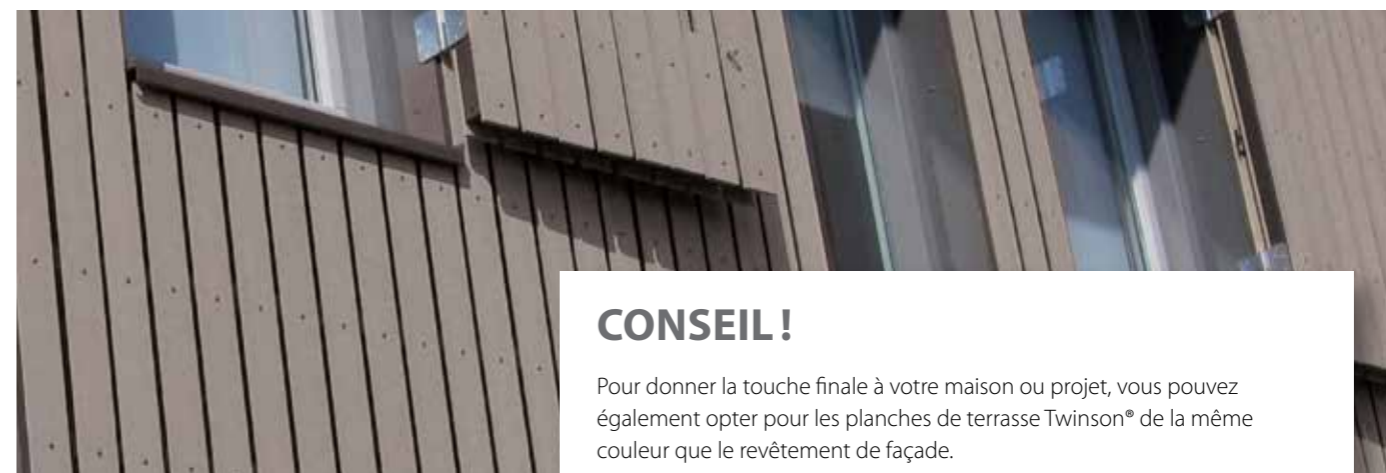 CONSEIL !
Pour donner la touche finale à votre maison ou projet, vous pouvez
également opter pour les planches de terrasse Twinson® de la même
couleur que le revêtement de façade.